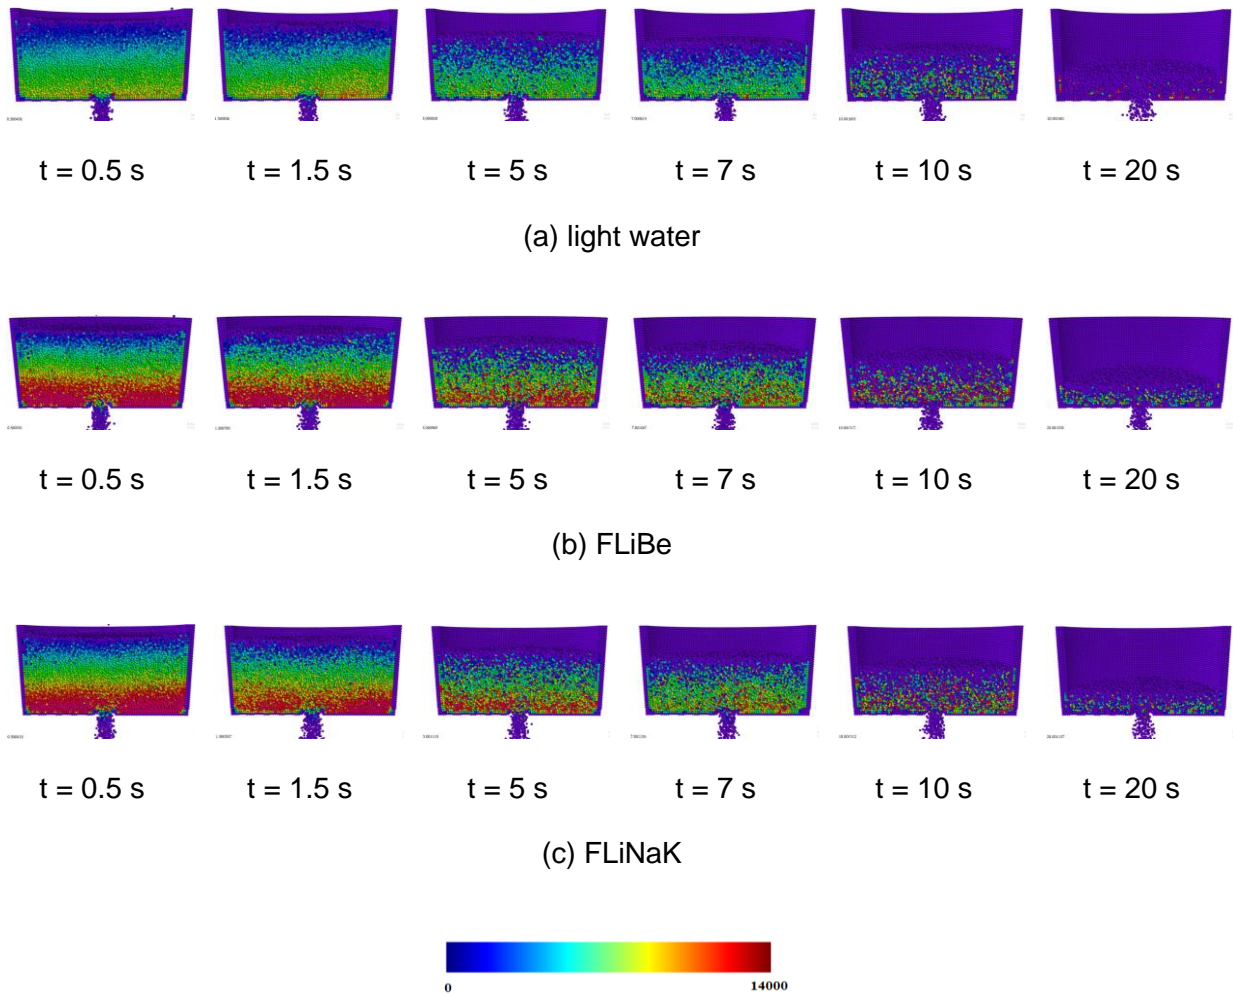 t = 0.5 s t = 1.5 s t = 5 s t = 7 s t = 10 s t = 20 s
(a) light water
t = 0.5 s t = 1.5 s t = 5 s t = 7 s t = 10 s t = 20 s
(b) FLiBe
t = 0.5 s t = 1.5 s t = 5 s t = 7 s t = 10 s t = 20 s
(c) FLiNaK
0 14000